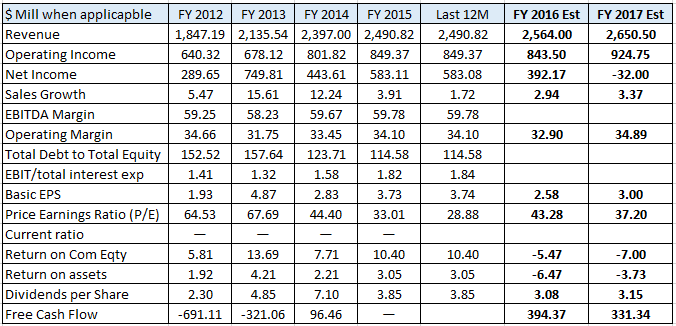 $ Mill when applicapble FY 2012 FY 2013 FY 2014 FY 2015 Last 12M FY 2016 Est FY 2017 Est
Revenue 1,847.19 2,135.54 2,397.00 2,490.82 2,490.82 2,564.00 2,650.50
Operating Income 640.32 678.12 801.82 849.37 849.37 843.50 924.75
Net Income 289.65 749.81 443.61 583.11 583.08 392.17 -32.00
Sales Growth 5.47 15.61 12.24 3.91 1.72 2.94 3.37
EBITDA Margin 59.25 58.23 59.67 59.78 59.78
Operating Margin 34.66 31.75 33.45 34.10 34.10 32.90 34.89
Total Debt to Total Equity 152.52 157.64 123.71 114.58 114.58
EBIT/total interest exp 1.41 1.32 1.58 1.82 1.84
Basic EPS 1.93 4.87 2.83 3.73 3.74 2.58 3.00
Price Earnings Ratio (P/E) 64.53 67.69 44.40 33.01 28.88 43.28 37.20
Current ratio — — — — —
Return on Com Eqty 5.81 13.69 7.71 10.40 10.40 -5.47 -7.00
Return on assets 1.92 4.21 2.21 3.05 3.05 -6.47 -3.73
Dividends per Share 2.30 4.85 7.10 3.85 3.85 3.08 3.15
Free Cash Flow -691.11 -321.06 96.46 — 394.37 331.34